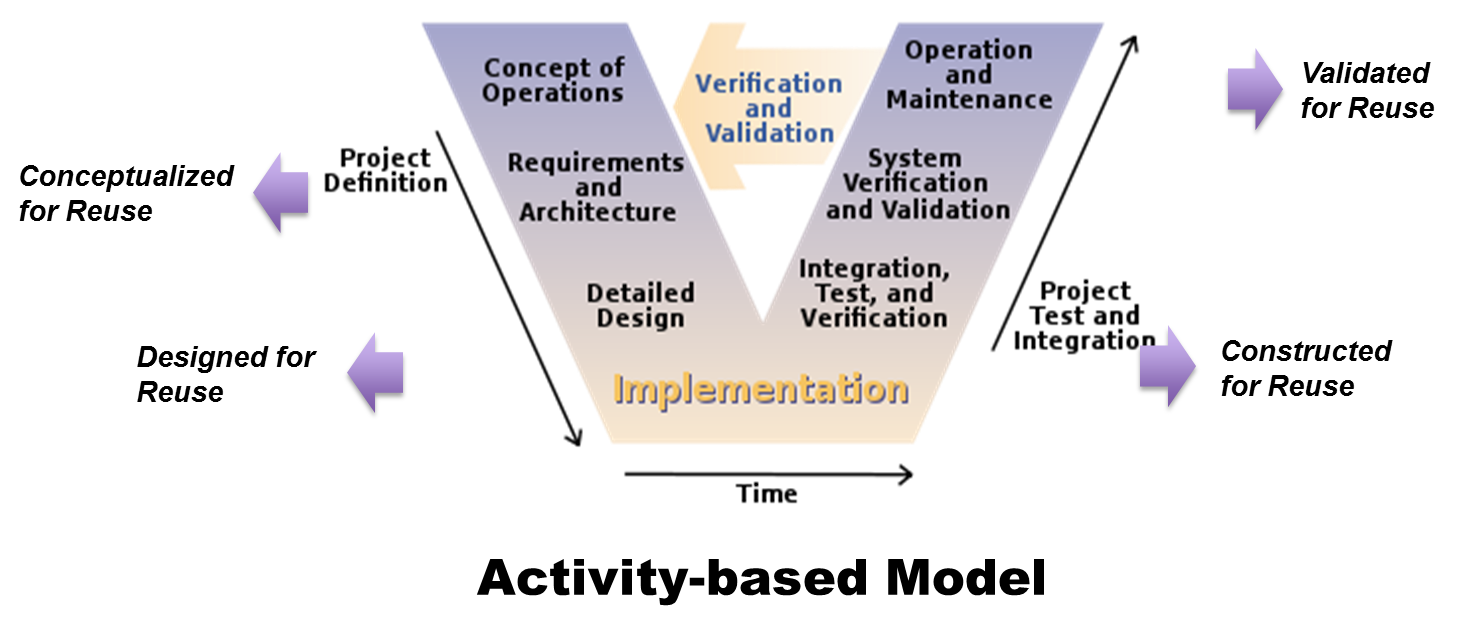 Concept of
Operations
Verification
and
Validation
Operation
and
Maintenance
Validated
for Reuse
Conceptualized
for Reuse
Project
Definition
Requirements
and
Architecture
System
Verification
and Validation
Detailed
Design
Integration,
Test, and
Verification
Project
Test and
Integration
Designed for
Reuse
Constructed
for Reuse
Implementation
Time
Activity-based Model